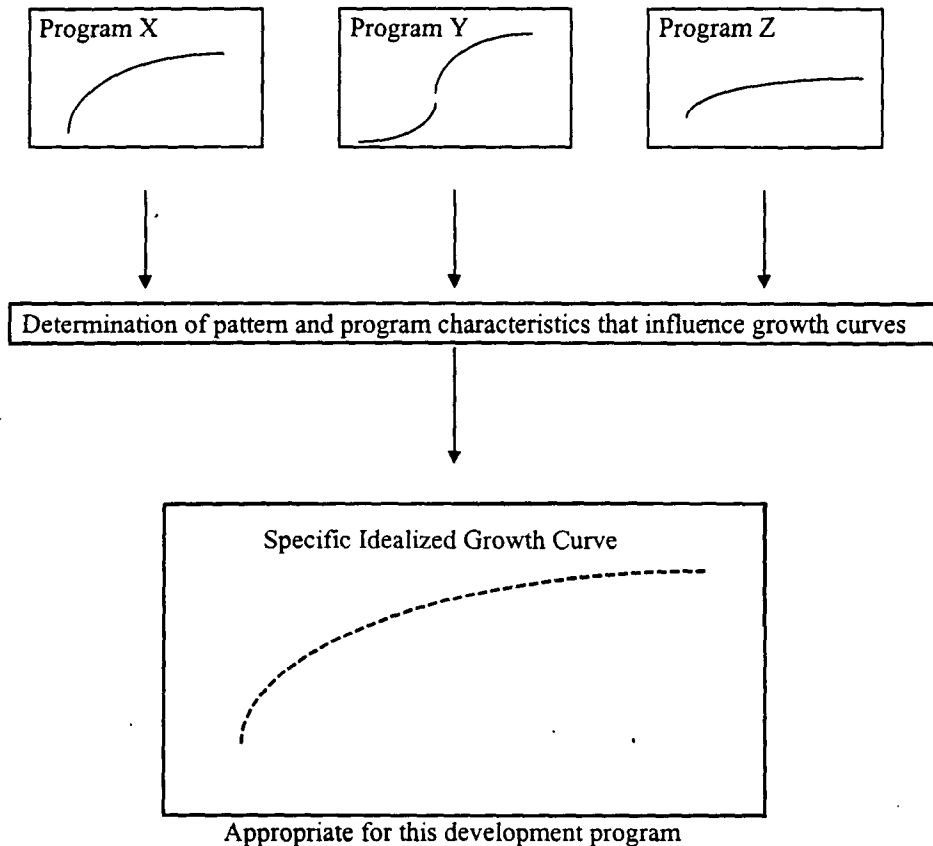 Program X
Program Y
Program Z
Determination of pattern and program characteristics that influence growth curves
Specific Idealized Growth Curve
Appropriate for this development program